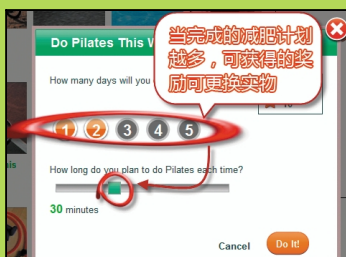 Do Pilates This W
当完成的减肥计划
越多，可获得的奖
励可更换实物
How many days will you
1 2 3 4 5
How long do you plan to do Pilates each time?
30 minutes
Cancel Do It!